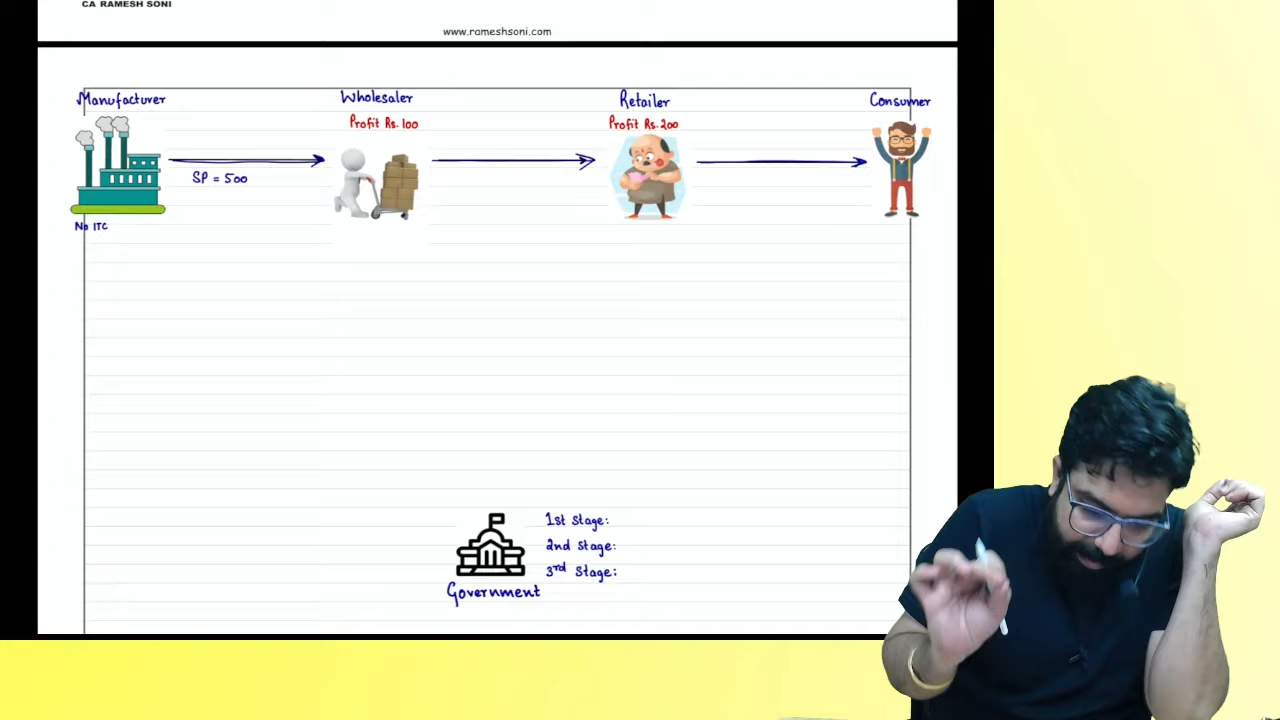 CA RAMESH SONI
www.rameshsoni.com
Manufacturer
Wholesaler
Retailer
Consumer
Profit Rs. 100
Profit Rs. 200
SP = 500
No ITC
1st Stage:
2nd Stage:
3rd Stage:
Government